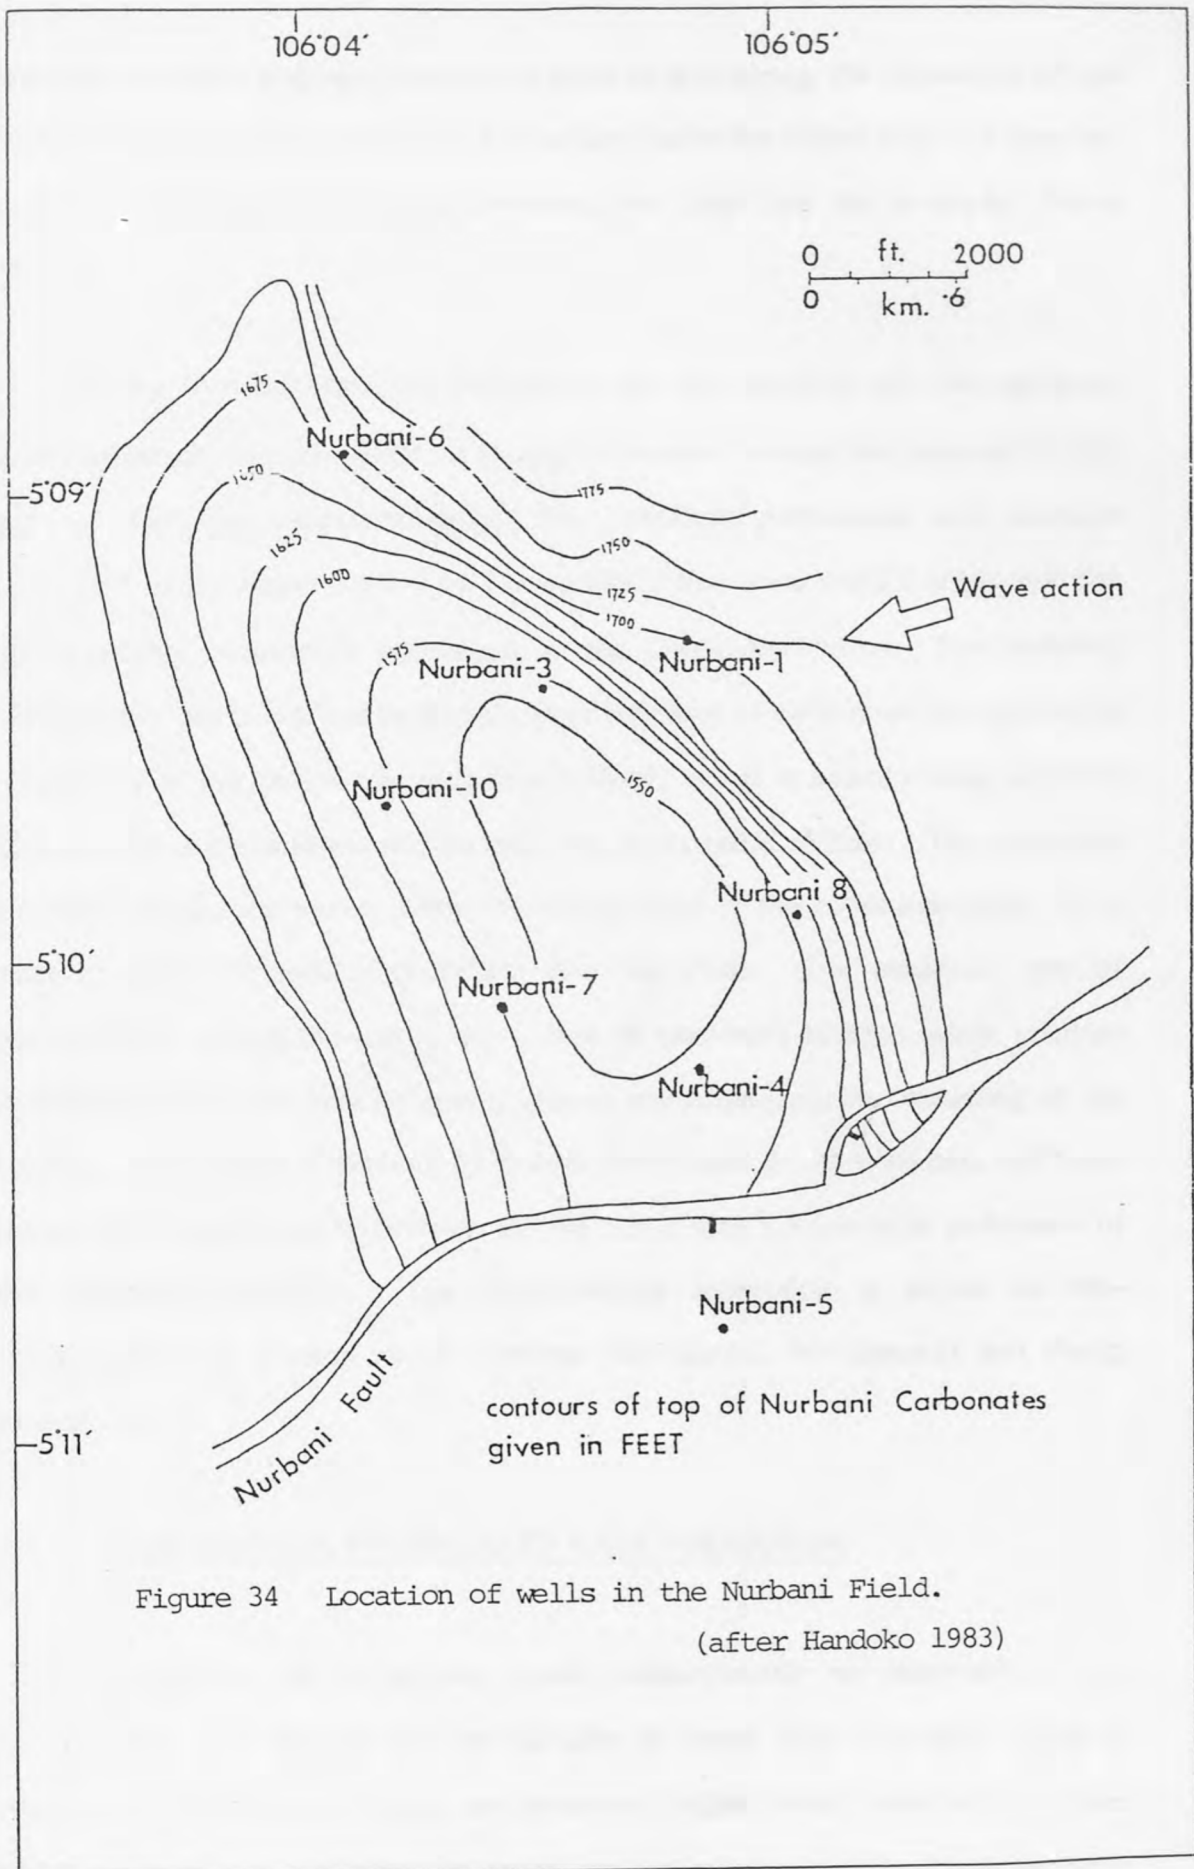 106°04′ 106°05′
0 ft. 2000
0 km. ·6
1675
Nurbani-6
1650
5°09′
1775
1625
1750
1600
1725
Wave action
1700
1575
Nurbani-3
Nurbani-1
1550
Nurbani-10
Nurbani 8
5°10′
Nurbani-7
Nurbani-4
Nurbani-5
Nurbani Fault
contours of top of Nurbani Carbonates
given in FEET
5°11′
Figure 34 Location of wells in the Nurbani Field.
(after Handoko 1983)